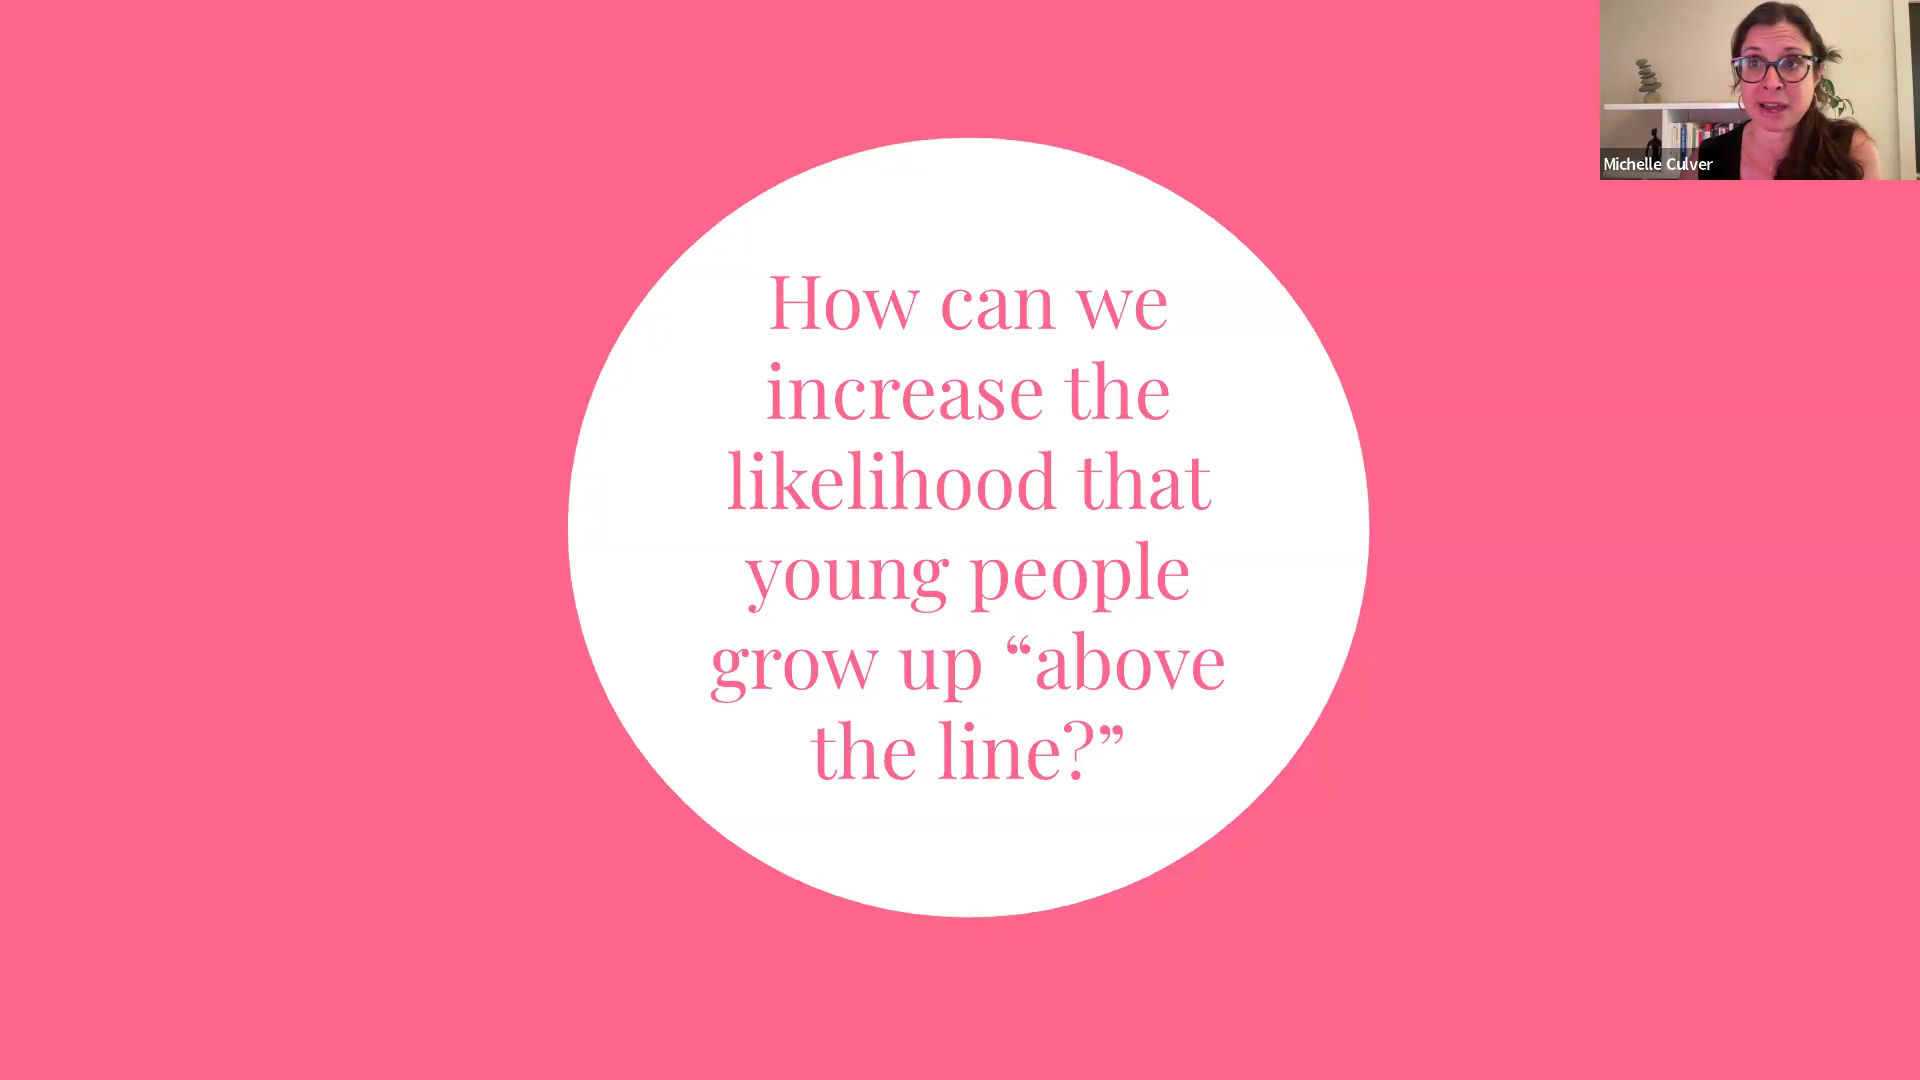 How can we
increase the
likelihood that
young people
grow up “above
the line?”
Michelle Culver